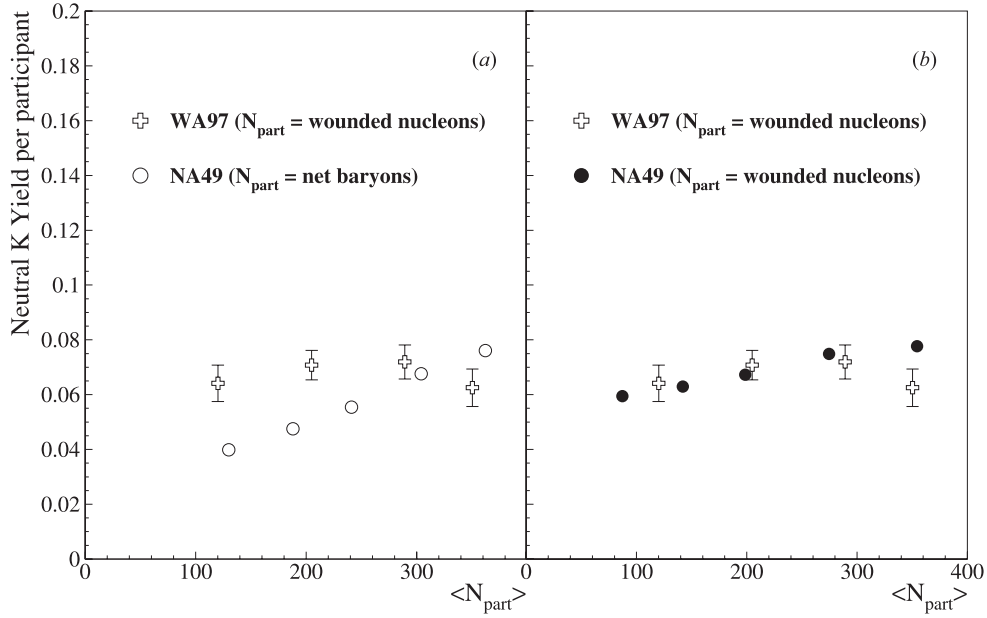 Neutral K Yield per participant
0.2
0.18
0.16
0.14
0.12
0.1
0.08
0.06
0.04
0.02
0
(a)
WA97 (Npart = wounded nucleons)
NA49 (Npart = net baryons)
0 100 200 300
<Npart>
(b)
WA97 (Npart = wounded nucleons)
NA49 (Npart = wounded nucleons)
0 100 200 300 400
<Npart>